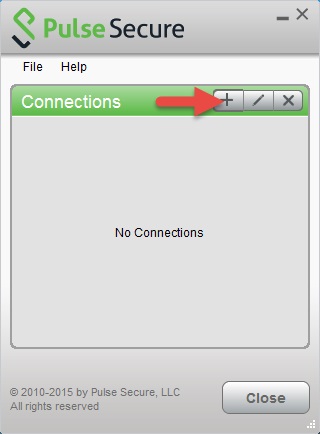 Pulse Secure
File Help
Connections
No Connections
© 2010-2015 by Pulse Secure, LLC
All rights reserved
Close